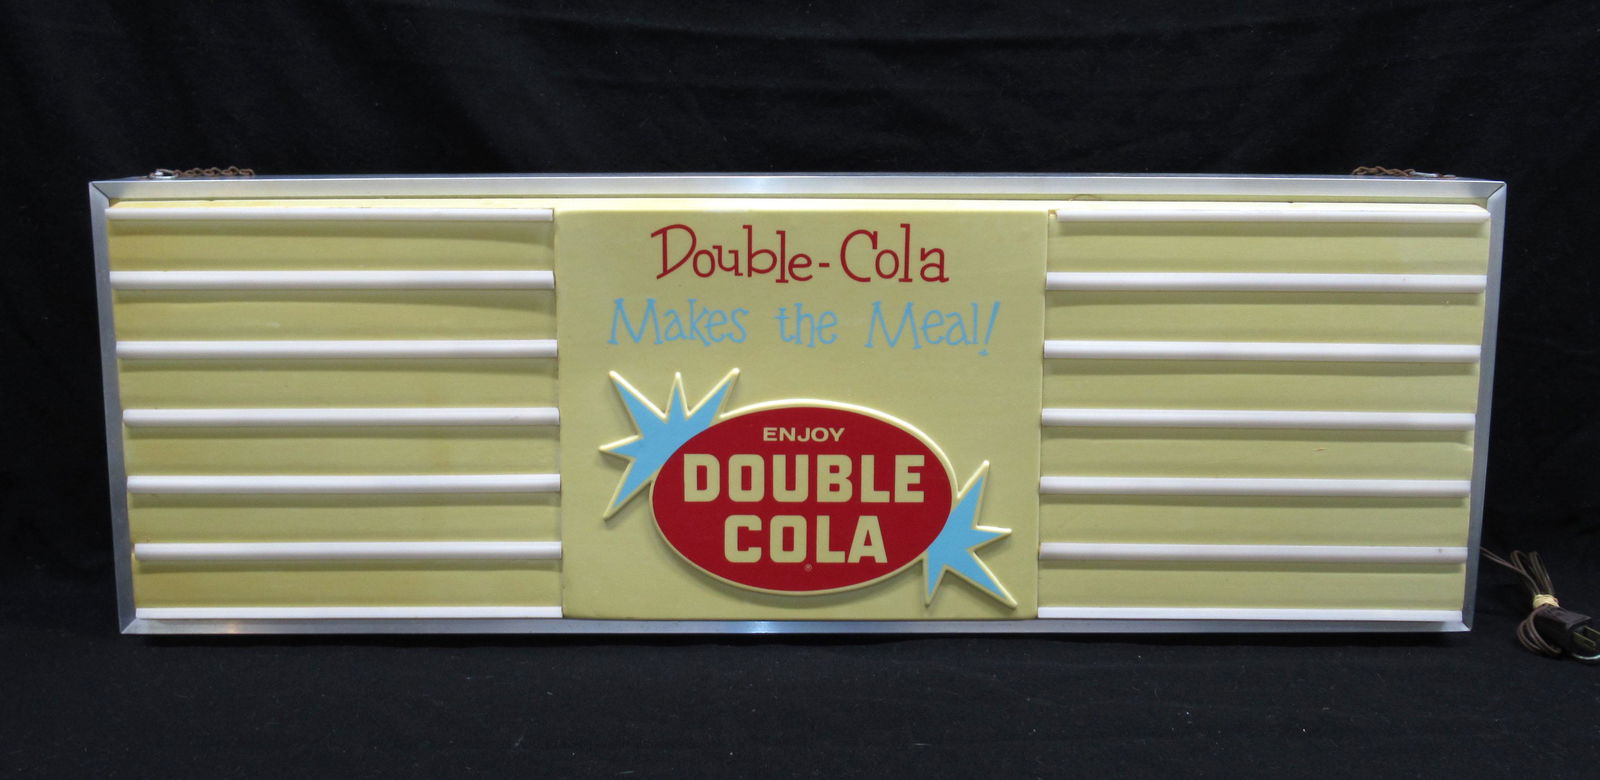 Double-Cola
Makes the Meal!
ENJOY
DOUBLE
COLA
®